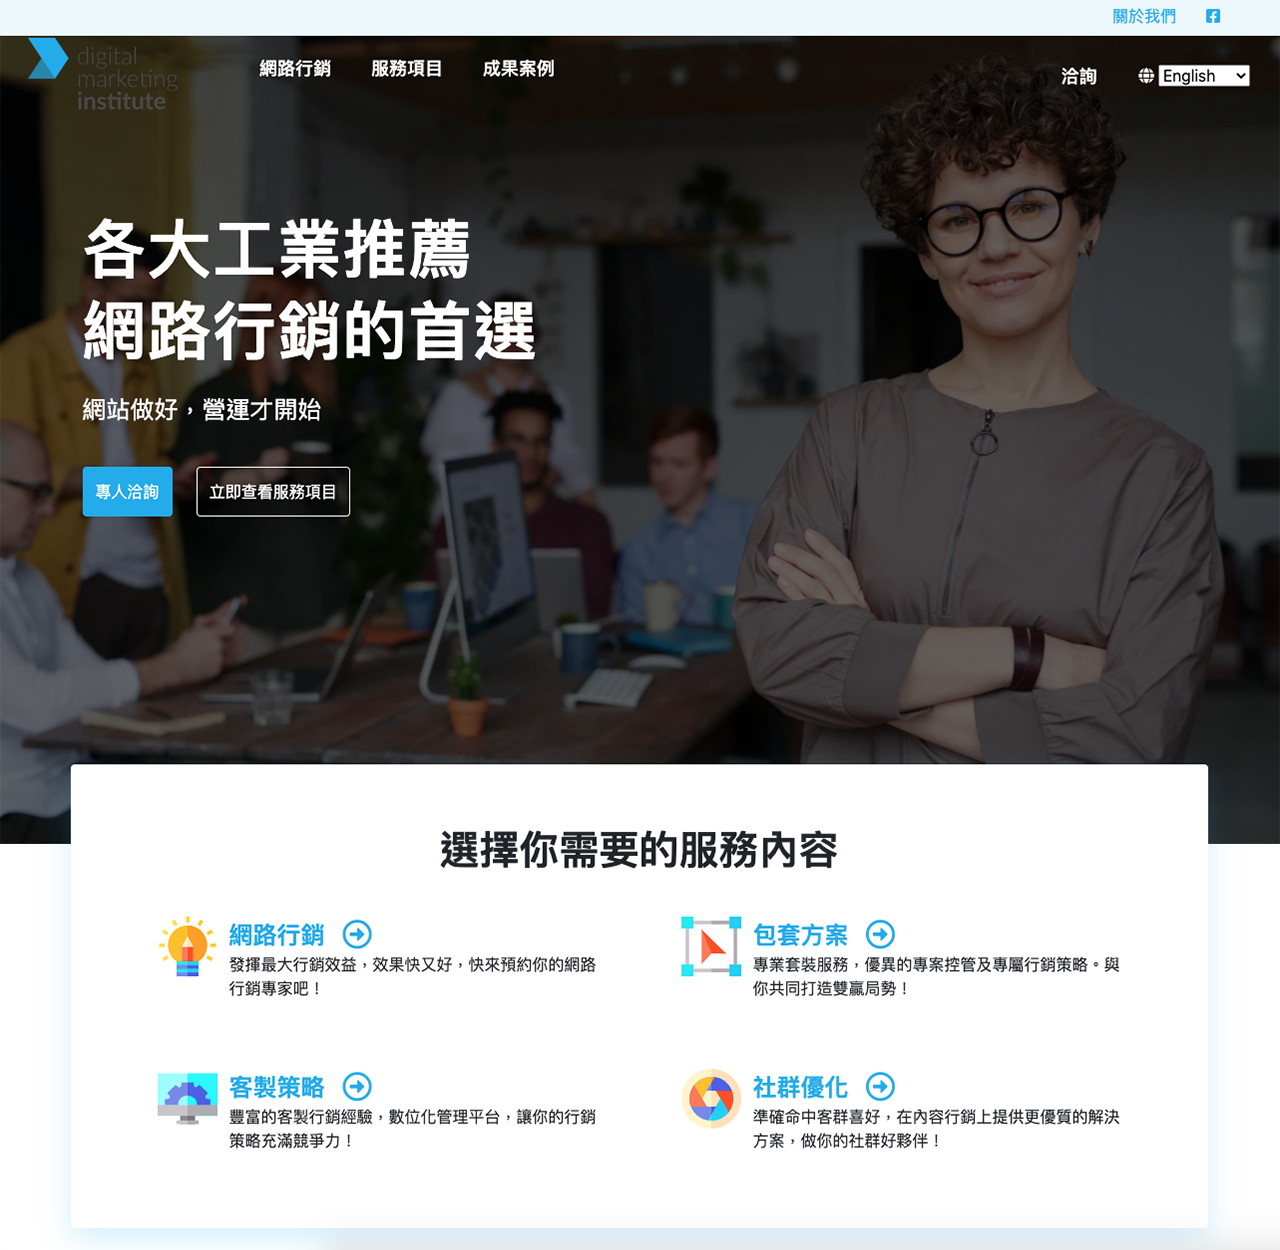 關於我們
digital
marketing
institute
網路行銷 服務項目 成果案例
洽詢 English
各大工業推薦
網路行銷的首選
網站做好，營運才開始
專人洽詢 立即查看服務項目
選擇你需要的服務內容
網路行銷
發揮最大行銷效益，效果快又好，快來預約你的網路
行銷專家吧！
包套方案
專業套裝服務，優異的專案控管及專屬行銷策略。與
你共同打造雙贏局勢！
客製策略
豐富的客製行銷經驗，數位化管理平台，讓你的行銷
策略充滿競爭力！
社群優化
準確命中客群喜好，在內容行銷上提供更優質的解決
方案，做你的社群好夥伴！